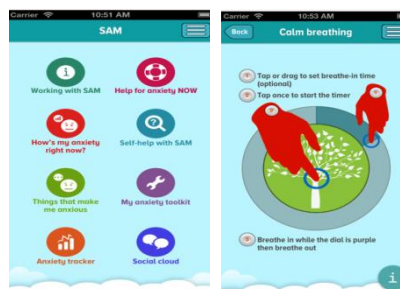 Carrier 10:51 AM
SAM
Working with SAM
Help for anxiety NOW
How's my anxiety
right now?
Self-help with SAM
Things that make
me anxious
My anxiety toolkit
Anxiety tracker
Social cloud
Carrier 10:53 AM
Back
Calm breathing
Tap or drag to set breathe-in time
(optional)
Tap once to start the timer
Breathe in while the dial is purple
then breathe out
i